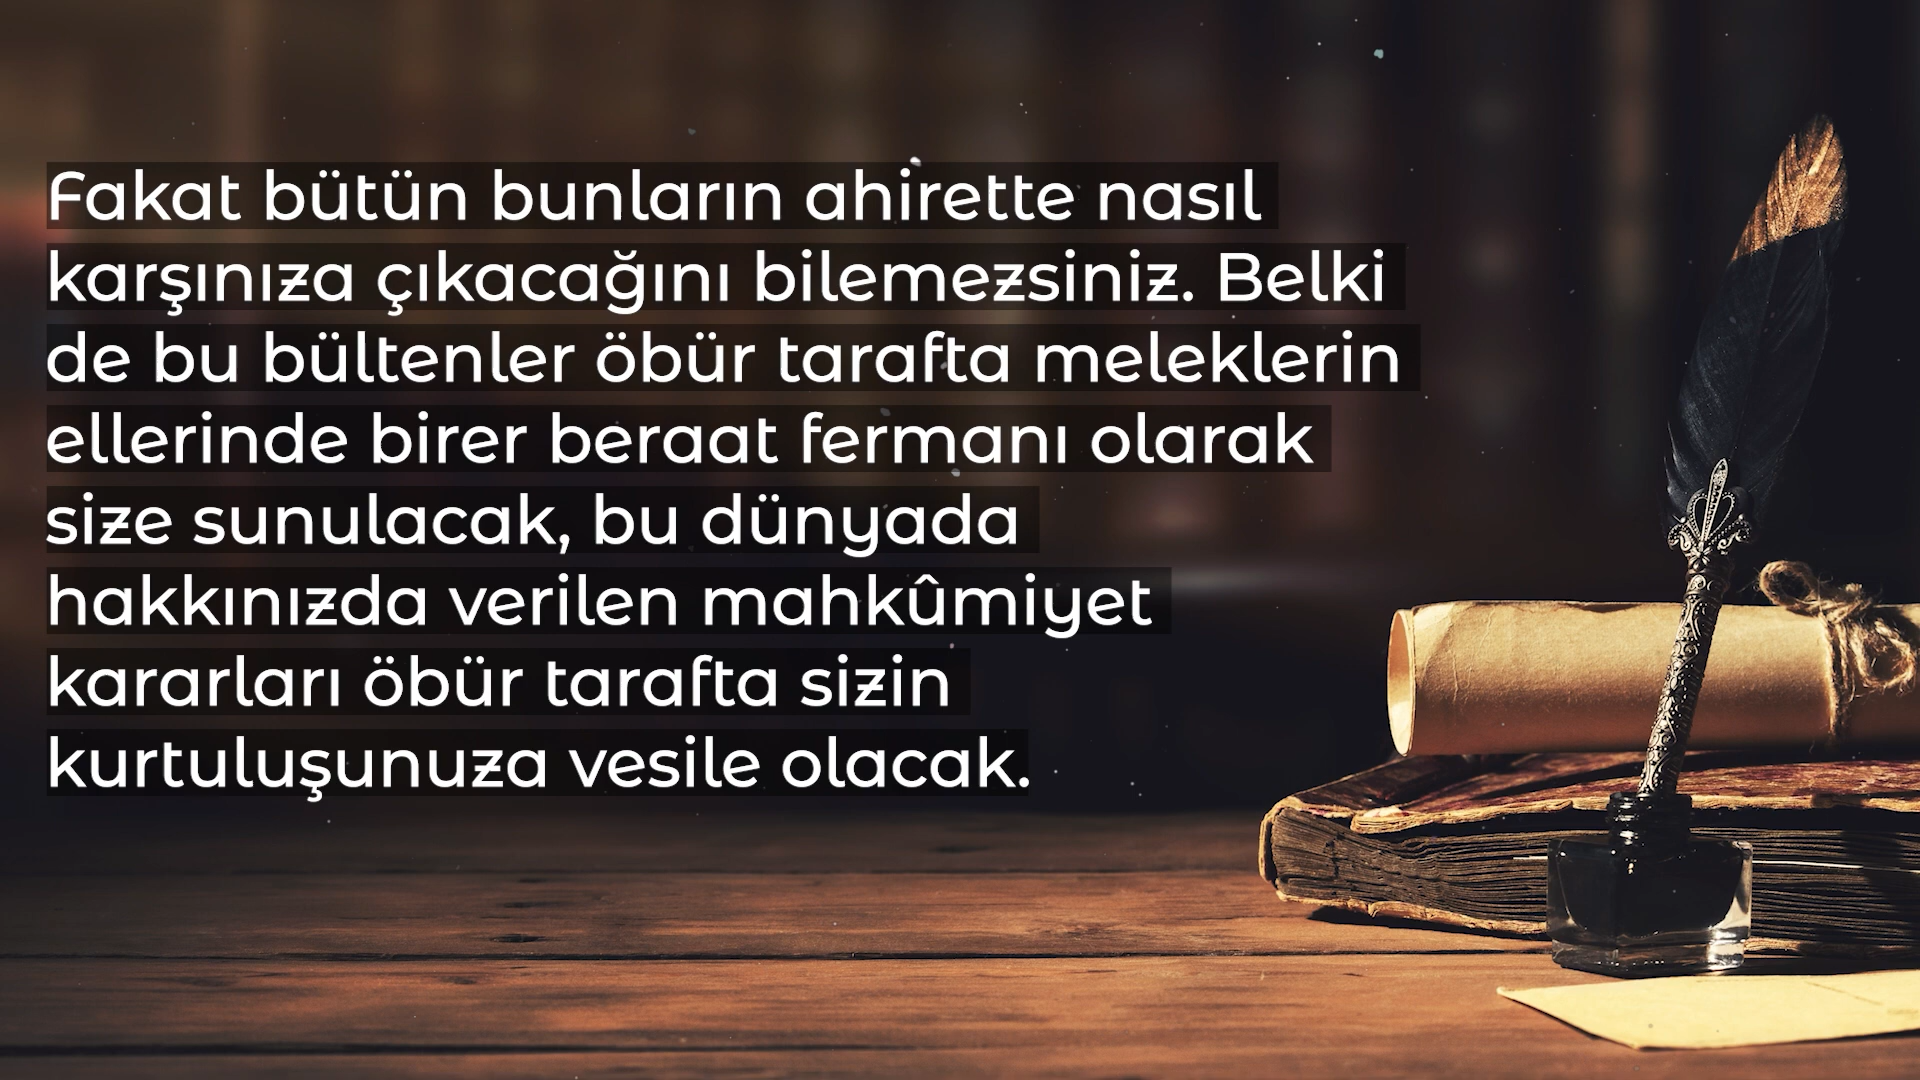 Fakat bütün bunların ahirette nasıl
karşınıza çıkacağını bilemezsiniz. Belki
de bu bültenler öbür tarafta meleklerin
ellerinde birer beraat fermanı olarak
size sunulacak, bu dünyada
hakkınızda verilen mahkûmiyet
kararları öbür tarafta sizin
kurtuluşunuza vesile olacak.